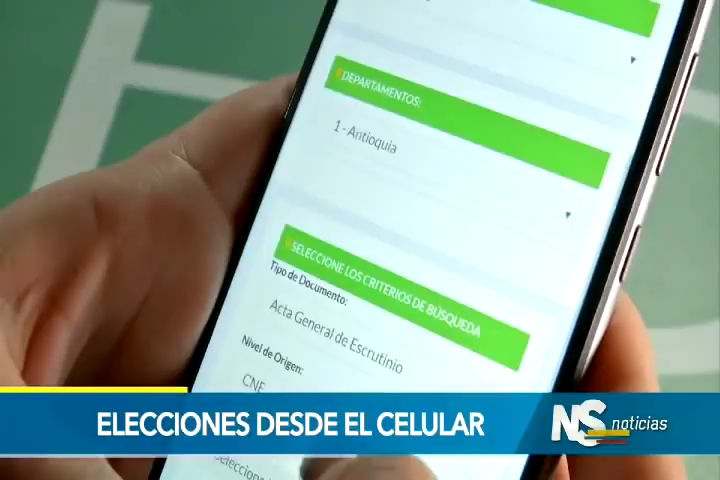 *DEPARTAMENTOS:
1 - Antioquia
*SELECCIONE LOS CRITERIOS DE BÚSQUEDA
Tipo de Documento:
Acta General de Escrutinio
Nivel de Origen:
CNE
ELECCIONES DESDE EL CELULAR
NS noticias